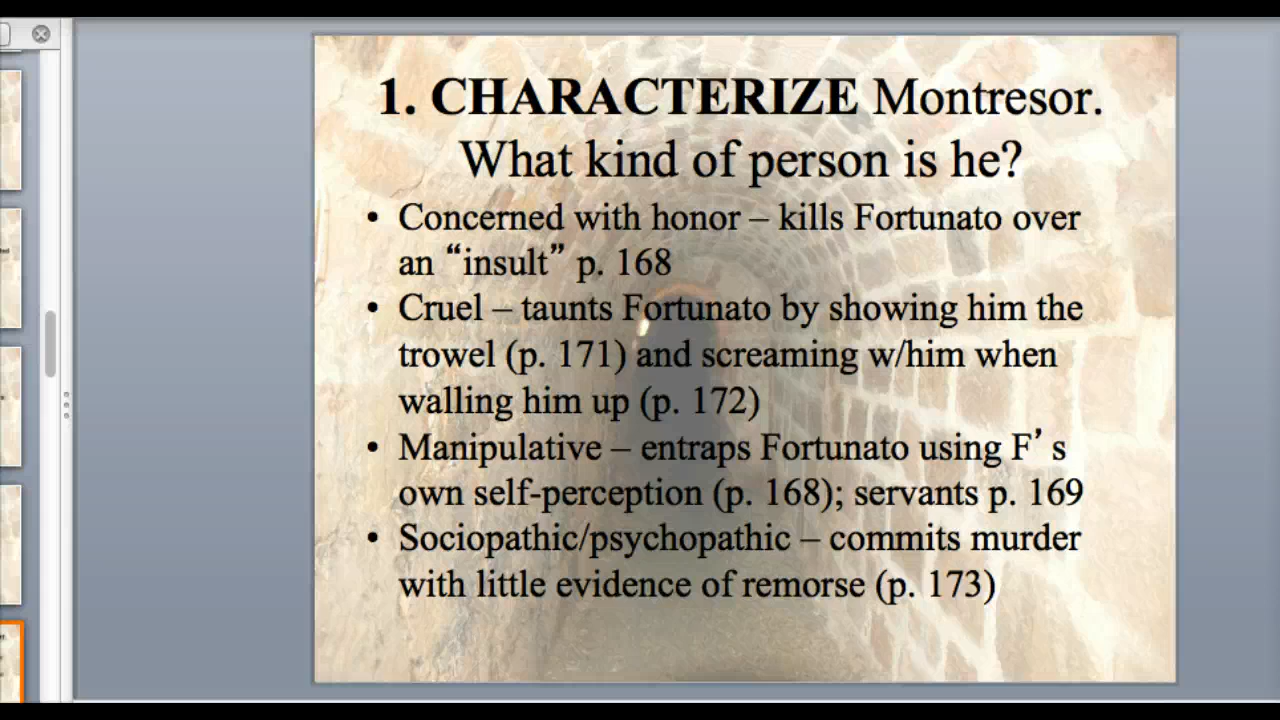 1. CHARACTERIZE Montresor.
What kind of person is he?
• Concerned with honor – kills Fortunato over
an “insult” p. 168
• Cruel – taunts Fortunato by showing him the
trowel (p. 171) and screaming w/him when
walling him up (p. 172)
• Manipulative – entraps Fortunato using F’s
own self-perception (p. 168); servants p. 169
• Sociopathic/psychopathic – commits murder
with little evidence of remorse (p. 173)